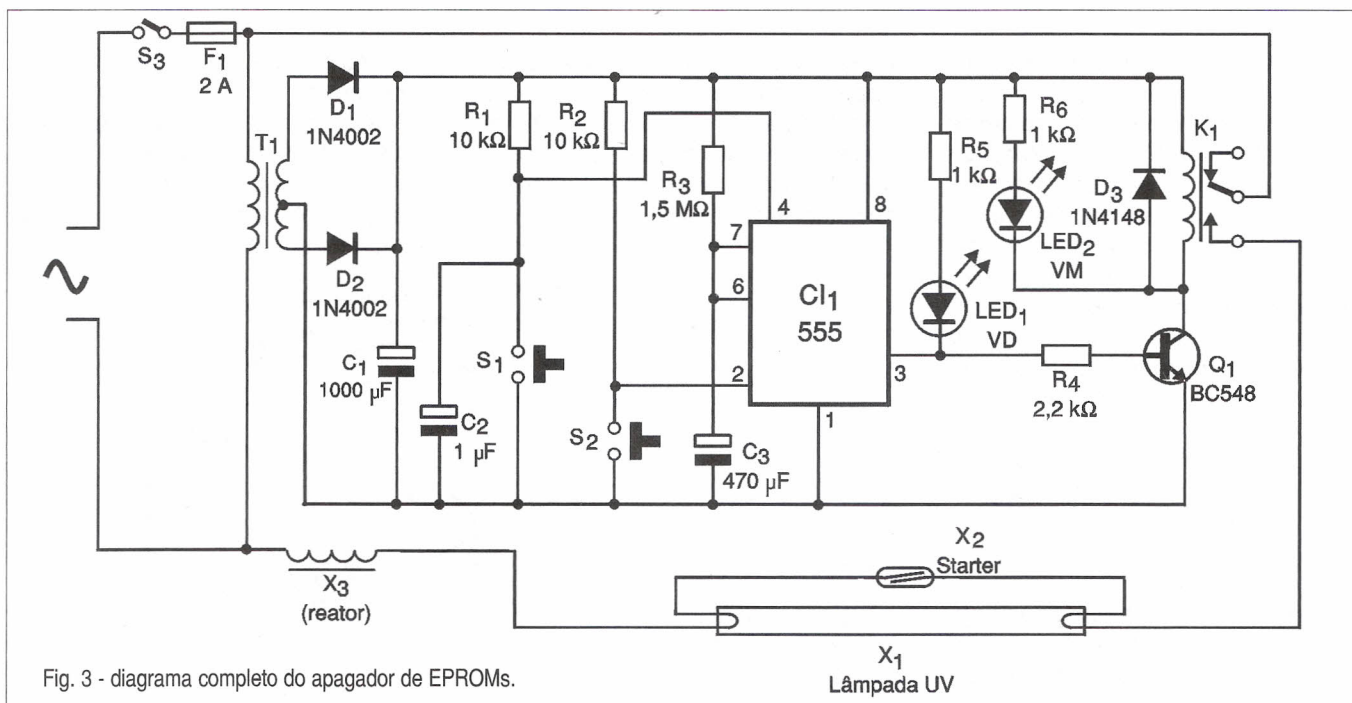 S3
F1
2 A
T1
D1
1N4002
D2
1N4002
C1
1000 µF
C2
1 µF
R1
10 kΩ
R2
10 kΩ
R3
1,5 MΩ
S1
S2
C3
470 µF
4
8
7
6
2
3
1
CI1
555
R5
1 kΩ
R6
1 kΩ
LED1
VD
LED2
VM
D3
1N4148
K1
R4
2,2 kΩ
Q1
BC548
X3
(reator)
X2
Starter
X1
Lâmpada UV
Fig. 3 - diagrama completo do apagador de EPROMs.